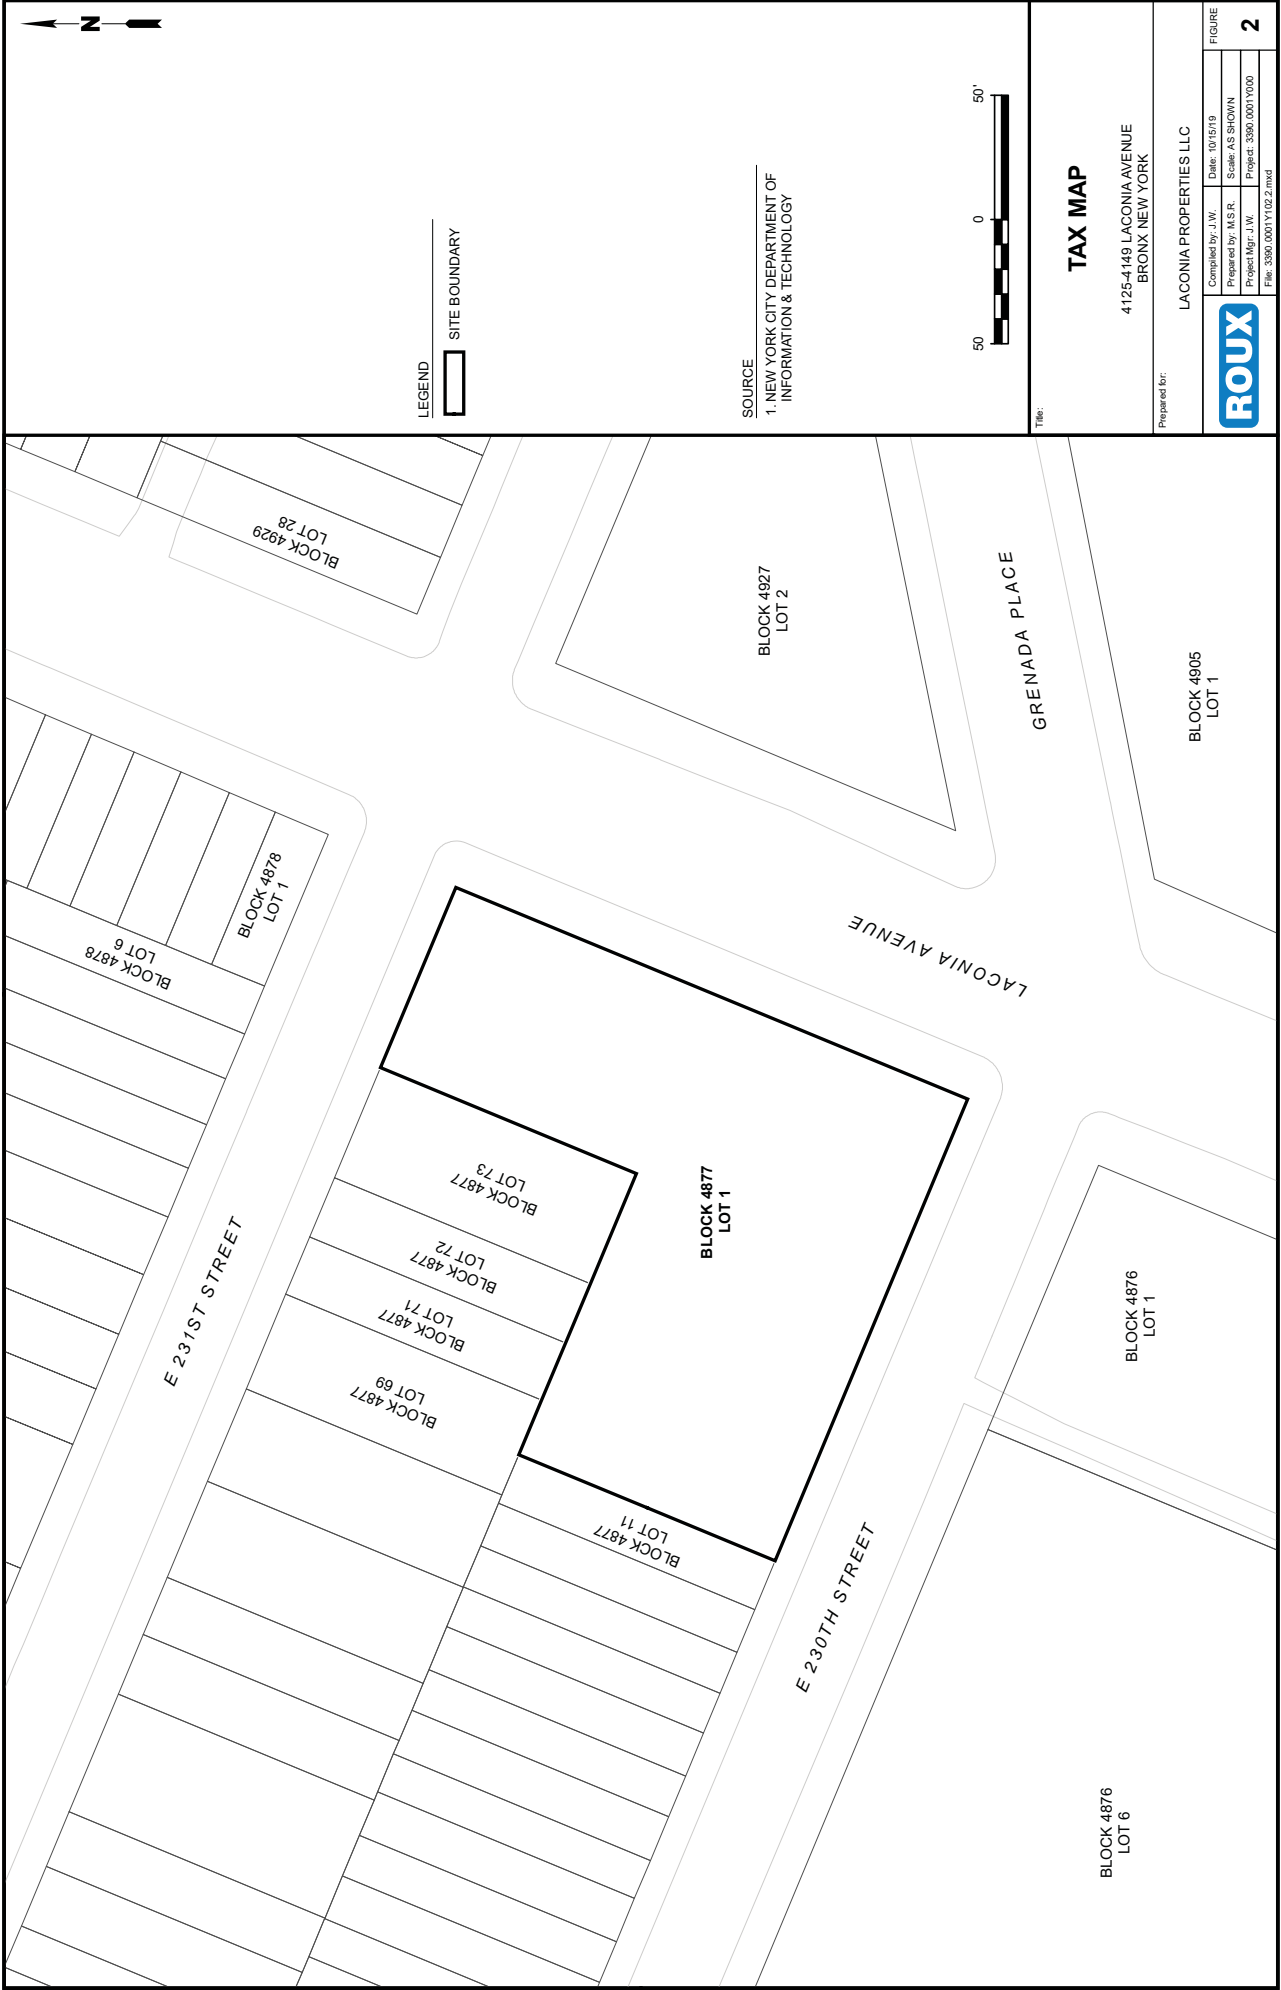 N
LEGEND
SITE BOUNDARY
SOURCE
1. NEW YORK CITY DEPARTMENT OF
INFORMATION & TECHNOLOGY
50
0
50'
Title:
TAX MAP
4125-4149 LACONIA AVENUE
BRONX NEW YORK
Prepared for:
LACONIA PROPERTIES LLC
ROUX
Compiled by: J.W.
Date: 10/15/19
FIGURE
Prepared by: M.S.R.
Scale: AS SHOWN
2
Project Mgr: J.W.
Project: 3390.0001Y000
File: 3390.0001Y102.2.mxd
BLOCK 4929
LOT 28
BLOCK 4878
LOT 6
BLOCK 4878
LOT 1
E 231ST STREET
BLOCK 4927
LOT 2
GRENADA PLACE
BLOCK 4905
LOT 1
LACONIA AVENUE
BLOCK 4877
LOT 73
BLOCK 4877
LOT 72
BLOCK 4877
LOT 71
BLOCK 4877
LOT 69
BLOCK 4877
LOT 1
BLOCK 4877
LOT 11
E 230TH STREET
BLOCK 4876
LOT 1
BLOCK 4876
LOT 6